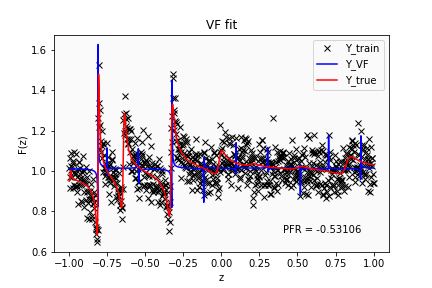 VF fit
Y_train
Y_VF
Y_true
F(z)
1.6
1.4
1.2
1.0
0.8
0.6
PFR = -0.53106
−1.00 −0.75 −0.50 −0.25 0.00 0.25 0.50 0.75 1.00
z